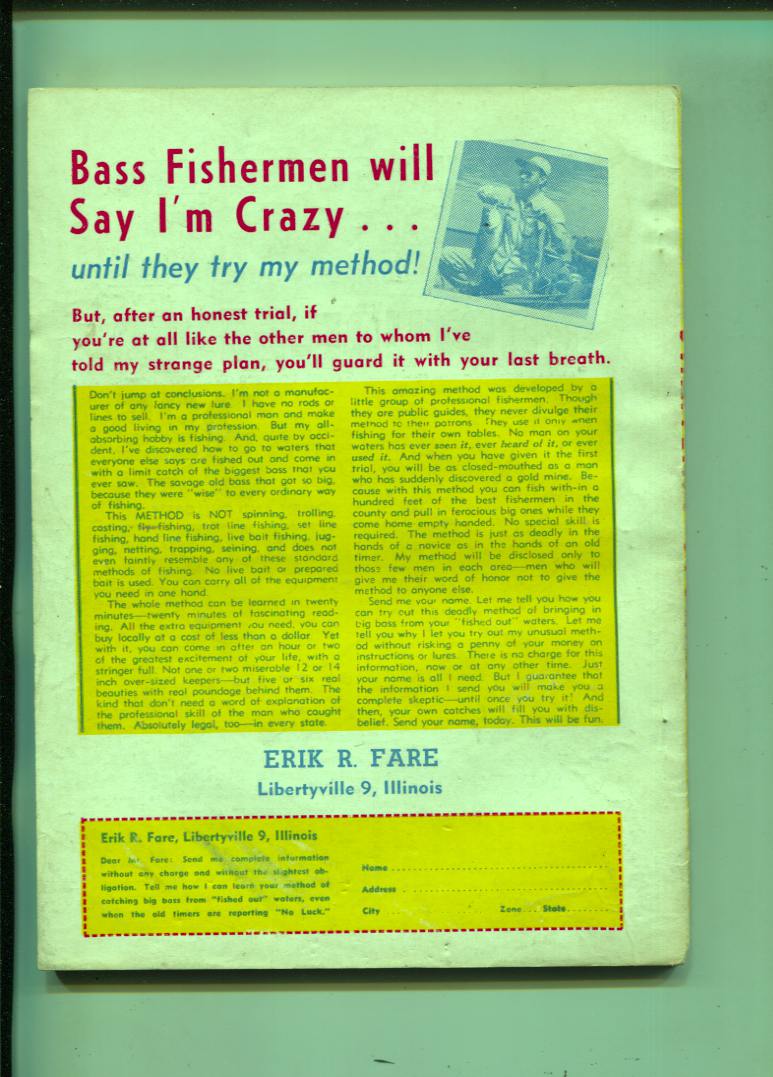 Bass Fishermen will
Say I'm Crazy . . .
until they try my method!
But, after an honest trial, if
you're at all like the other men to whom I've
told my strange plan, you'll guard it with your last breath.
Don't jump at conclusions. I'm not a manufac-
urer of any fancy new lure. I have no rods or
lines to sell. I'm a professional man and make
a good living in my profession. But my all-
absorbing hobby is fishing. And, quite by acci-
dent, I've discovered how to go to waters that
everyone else says are fished out and come in
with a limit catch of the biggest bass that you
ever saw. The savage old bass that got so big,
because they were "wise" to every ordinary way
of fishing.
This METHOD is NOT spinning, trolling,
casting, fly fishing, trot line fishing, set line
fishing, hand line fishing, live bait fishing, jug-
ging, netting, trapping, seining, and does not
even faintly resemble any of these standard
methods of fishing. No live bait or prepared
bait is used. You can carry all of the equipment
you need in one hand.
The whole method can be learned in twenty
minutes—twenty minutes of fascinating read-
ing. All the extra equipment you need, you can
buy locally at a cost of less than a dollar. Yet
with it, you can come in after an hour or two
of the greatest excitement of your life, with a
stringer full. Not one or two miserable 12 or 14
inch over-sized keepers—but five or six real
beauties with real poundage behind them. The
kind that don't need a word of explanation of
the professional skill of the man who caught
them. Absolutely legal, too—in every state.
This amazing method was developed by a
little group of professional fishermen. Though
they are public guides, they never divulge their
method to their patrons. They use it only when
fishing for their own tables. No man on your
waters has ever seen it, ever heard of it, or ever
used it. And when you have given it the first
trial, you will be as closed-mouthed as a man
who has suddenly discovered a gold mine. Be-
cause with this method you can fish with-in a
hundred feet of the best fishermen in the
county and pull in ferocious big ones while they
come home empty handed. No special skill is
required. The method is just as deadly in the
hands of a novice as in the hands of an old
timer. My method will be disclosed only to
those few men in each area—men who will
give me their word of honor not to give the
method to anyone else.
Send me your name. Let me tell you how you
can try out this deadly method of bringing in
big bass from your "fished out" waters. Let me
tell you why I let you try out my unusual meth-
od without risking a penny of your money on
instructions or lures. There is no charge for this
information, now or at any other time. Just
your name is all I need. But I guarantee that
the information I send you will make you a
complete skeptic—until once you try it! And
then, your own catches will fill you with dis-
belief. Send your name, today. This will be fun.
ERIK R. FARE
Libertyville 9, Illinois
Erik R. Fare, Libertyville 9, Illinois
Dear Mr. Fare: Send me complete information
without any charge and without the slightest ob-
ligation. Tell me how I can learn your method of
catching big bass from "fished out" waters, even
when the old timers are reporting "No Luck."
Name
Address
City Zone State